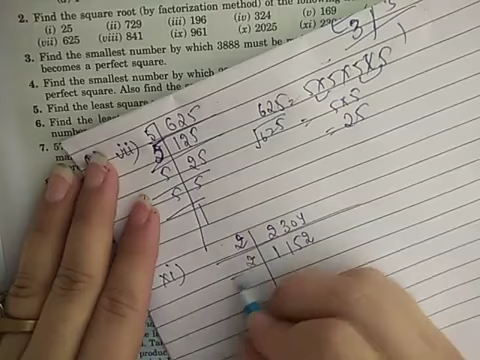 2. Find the square root (by factorization method) of the following
(i) 25 (ii) 729 (iii) 196 (iv) 324 (v) 169
(vii) 625 (viii) 841 (ix) 961 (x) 2025 (xi)
3. Find the smallest number by which 3888 must be
becomes a perfect square.
4. Find the smallest number by which
perfect square. Also find the
5. Find the least square
6. Find the
number
7.
3
vii) 5 | 625
5 | 125
5 | 25
5 | 5
625 = 5×5×5×5
√625 = 5×5
= 25
xi) 2 | 2304
2 | 1152
produc